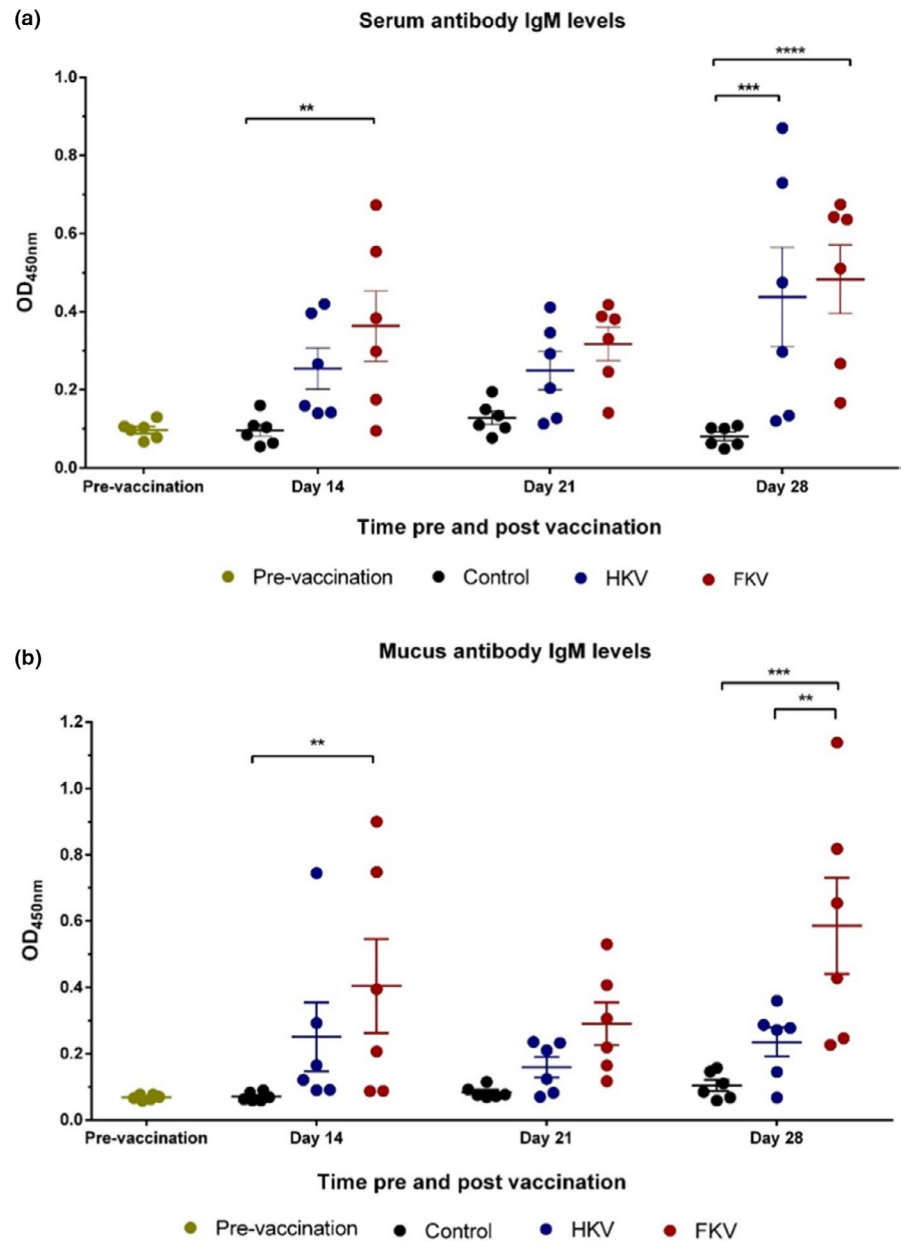 (a)
Serum antibody IgM levels
****
***
**
1.0
0.8
0.6
0.4
0.2
0.0
OD450nm
Pre-vaccination Day 14 Day 21 Day 28
Time pre and post vaccination
Pre-vaccination Control HKV FKV
(b)
Mucus antibody IgM levels
***
**
**
1.2
1.0
0.8
0.6
0.4
0.2
0.0
OD450nm
Pre-vaccination Day 14 Day 21 Day 28
Time pre and post vaccination
Pre-vaccination Control HKV FKV